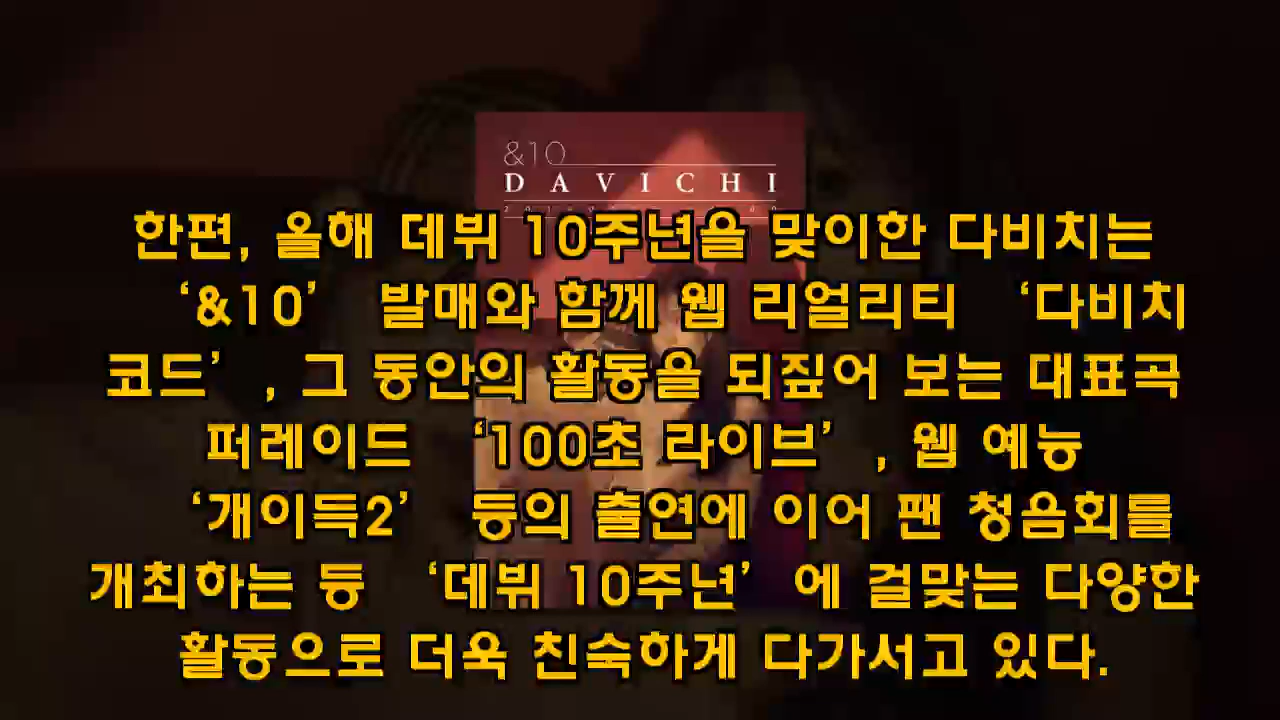 &10
DAVICHI
한편, 올해 데뷔 10주년을 맞이한 다비치는
‘&10’ 발매와 함께 웹 리얼리티 ‘다비치
코드’, 그 동안의 활동을 되짚어 보는 대표곡
퍼레이드 ‘100초 라이브’, 웹 예능
‘개이득2’ 등의 출연에 이어 팬 청음회를
개최하는 등 ‘데뷔 10주년’에 걸맞는 다양한
활동으로 더욱 친숙하게 다가서고 있다.